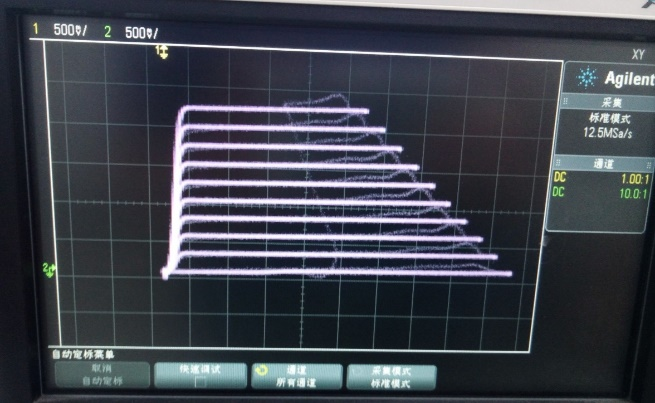 1 500mV/ 2 500mV/
XY
Agilent
采集
标准模式
12.5MSa/s
通道
DC 1.00:1
DC 10.0:1
2
自动定标菜单
取消
自动定标
快速调试
通道
所有通道
采集模式
标准模式